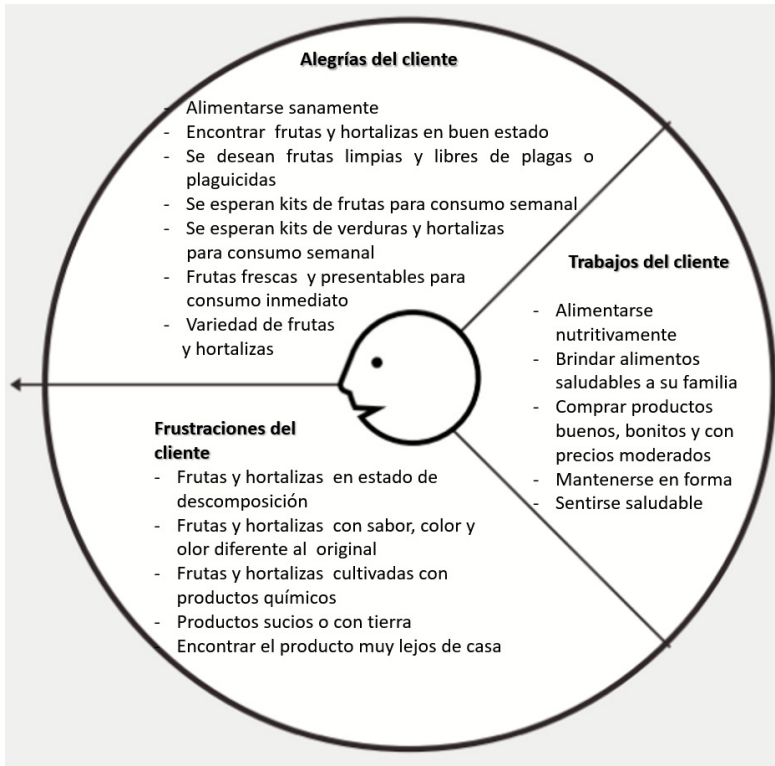 Alegrías del cliente
- Alimentarse sanamente
- Encontrar frutas y hortalizas en buen estado
- Se desean frutas limpias y libres de plagas o
plaguicidas
- Se esperan kits de frutas para consumo semanal
- Se esperan kits de verduras y hortalizas
para consumo semanal
- Frutas frescas y presentables para
consumo inmediato
- Variedad de frutas
y hortalizas
Trabajos del cliente
- Alimentarse
nutritivamente
- Brindar alimentos
saludables a su familia
- Comprar productos
buenos, bonitos y con
precios moderados
- Mantenerse en forma
- Sentirse saludable
Frustraciones del
cliente
- Frutas y hortalizas en estado de
descomposición
- Frutas y hortalizas con sabor, color y
olor diferente al original
- Frutas y hortalizas cultivadas con
productos químicos
- Productos sucios o con tierra
- Encontrar el producto muy lejos de casa